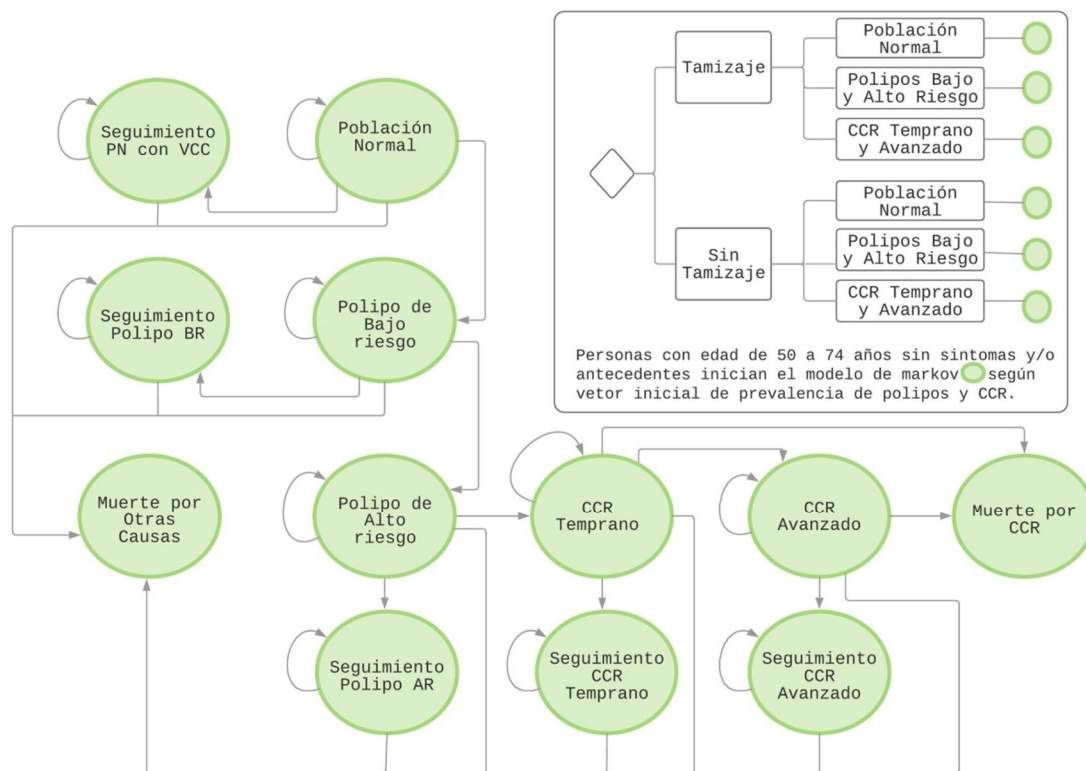 Tamizaje
Población
Normal
Polipos Bajo
y Alto Riesgo
CCR Temprano
y Avanzado
Sin
Tamizaje
Población
Normal
Polipos Bajo
y Alto Riesgo
CCR Temprano
y Avanzado
Personas con edad de 50 a 74 años sin sintomas y/o
antecedentes inician el modelo de markov según
vetor inicial de prevalencia de polipos y CCR.
Seguimiento
PN con VCC
Población
Normal
Seguimiento
Polipo BR
Polipo de
Bajo
riesgo
Muerte por
Otras
Causas
Polipo de
Alto
riesgo
CCR
Temprano
CCR
Avanzado
Muerte por
CCR
Seguimiento
Polipo AR
Seguimiento
CCR
Temprano
Seguimiento
CCR
Avanzado